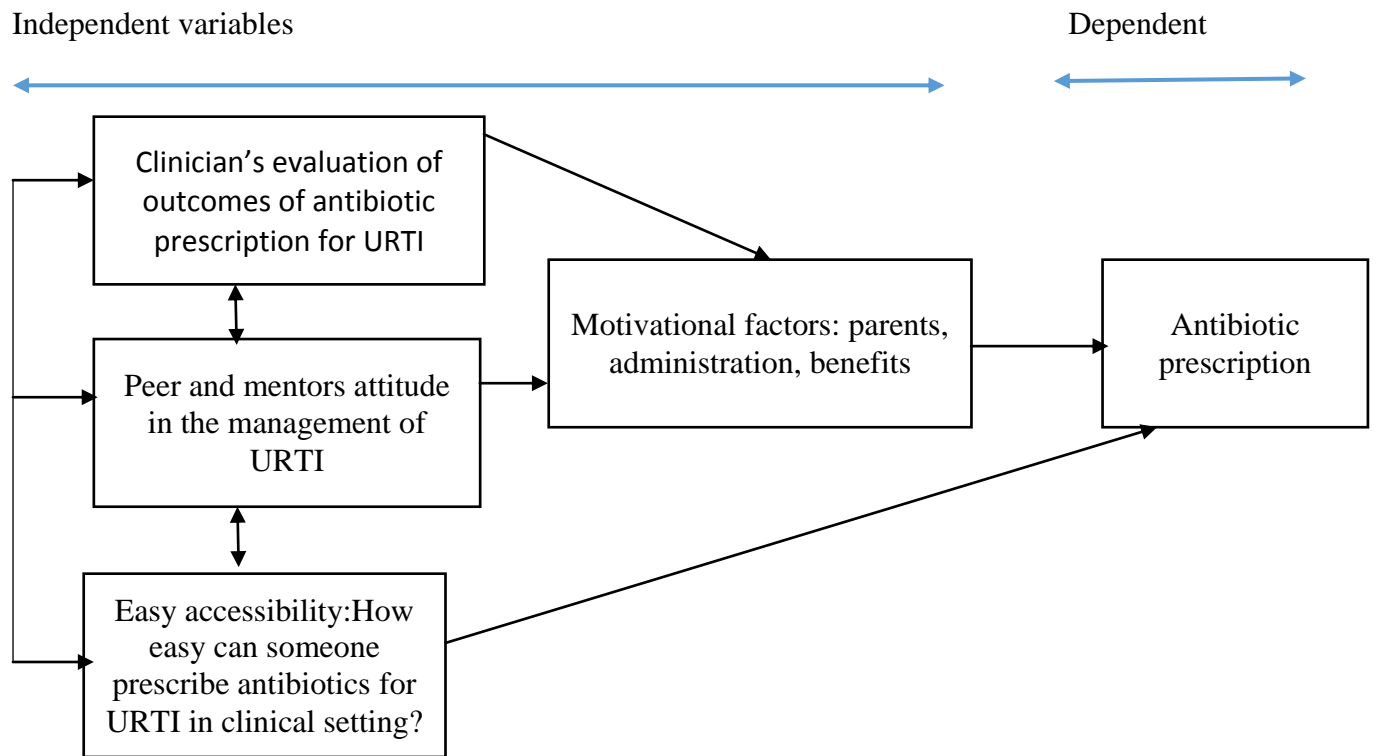 Independent variables
Dependent
Clinician’s evaluation of
outcomes of antibiotic
prescription for URTI
Peer and mentors attitude
in the management of
URTI
Easy accessibility:How
easy can someone
prescribe antibiotics for
URTI in clinical setting?
Motivational factors: parents,
administration, benefits
Antibiotic
prescription